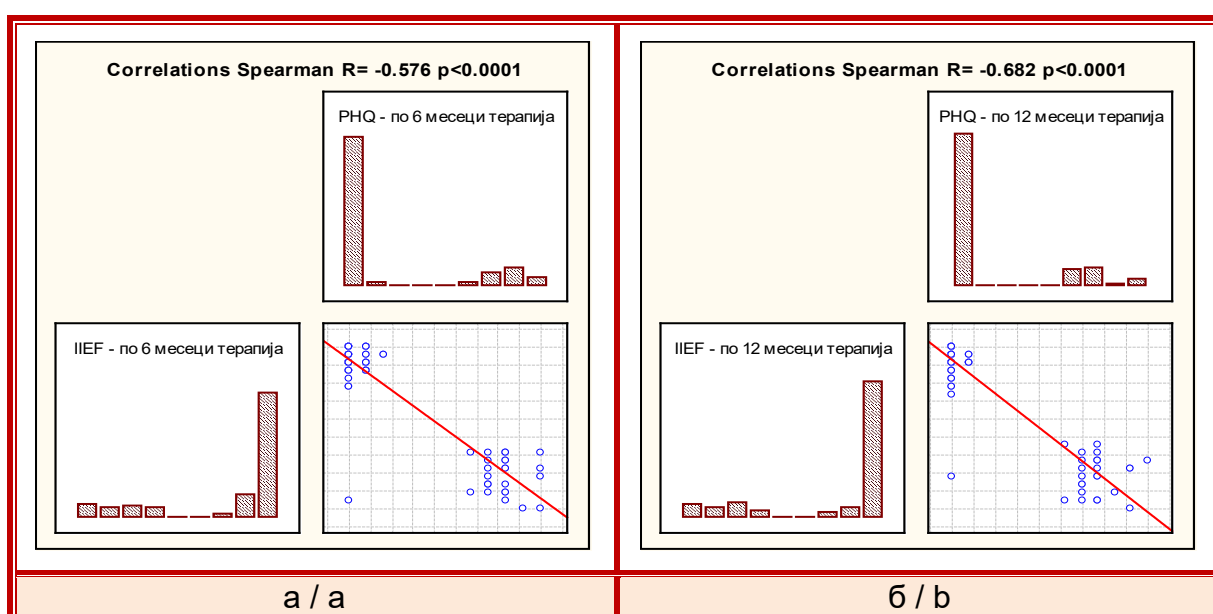 Correlations Spearman R= -0.576 p<0.0001
PHQ - по 6 месеци терапија
IIEF - по 6 месеци терапија
а / a
Correlations Spearman R= -0.682 p<0.0001
PHQ - по 12 месеци терапија
IIEF - по 12 месеци терапија
б / b